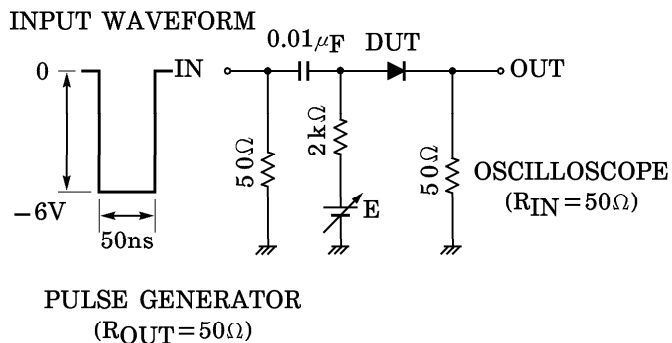 INPUT WAVEFORM
0.01μF
DUT
0
IN
OUT
50Ω
2kΩ
50Ω
OSCILLOSCOPE
(RIN=50Ω)
E
−6V
50ns
PULSE GENERATOR
(ROUT=50Ω)